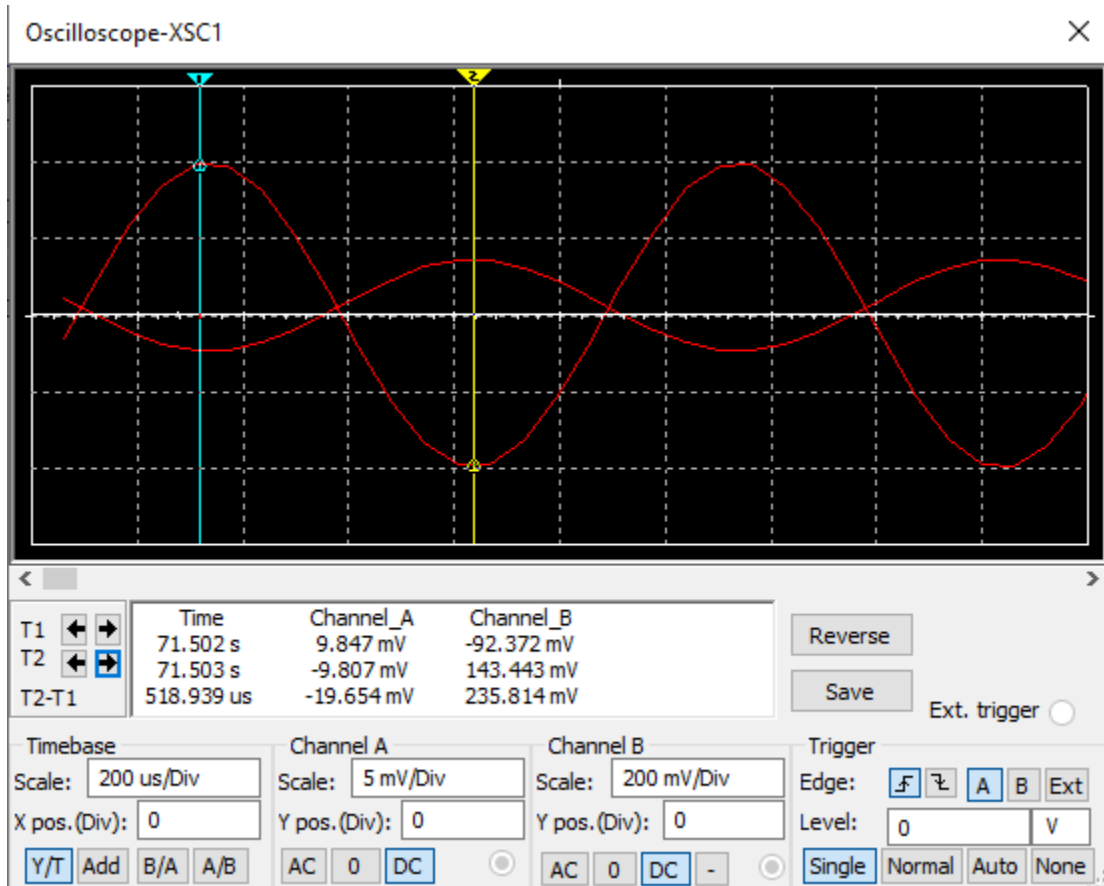 Oscilloscope-XSC1
1 2
Time Channel_A Channel_B
T1 71.502 s 9.847 mV -92.372 mV
T2 71.503 s -9.807 mV 143.443 mV
T2-T1 518.939 us -19.654 mV 235.814 mV
Reverse
Save
Ext. trigger
Timebase
Scale: 200 us/Div
X pos.(Div): 0
Y/T Add B/A A/B
Channel A
Scale: 5 mV/Div
Y pos.(Div): 0
AC 0 DC
Channel B
Scale: 200 mV/Div
Y pos.(Div): 0
AC 0 DC -
Trigger
Edge: A B Ext
Level: 0 V
Single Normal Auto None